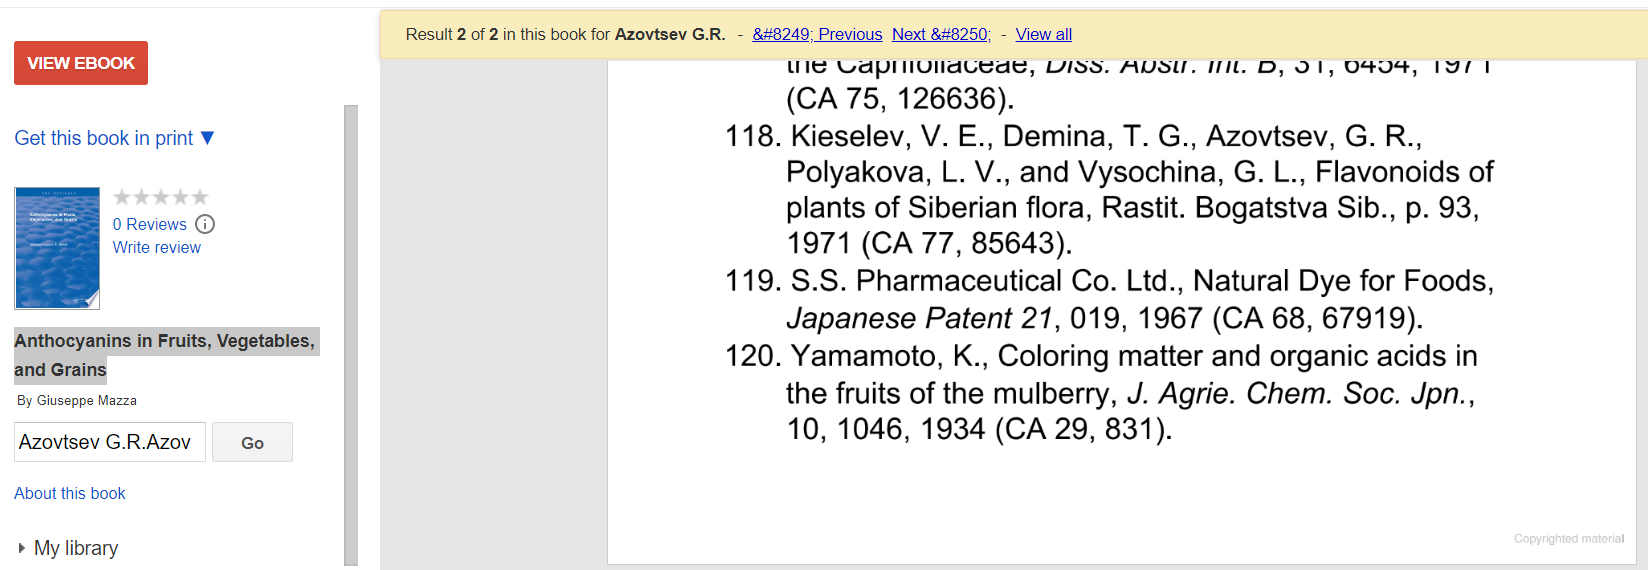 Result 2 of 2 in this book for Azovtsev G.R. - &#8249; Previous Next &#8250; - View all
VIEW EBOOK
Get this book in print ▼
0 Reviews
Write review
Anthocyanins in Fruits, Vegetables,
and Grains
By Giuseppe Mazza
Azovtsev G.R.Azov
Go
About this book
My library
the Caprifoliaceae, Diss. Abstr. Int. B, 31, 6454, 1971
(CA 75, 126636).
118. Kieselev, V. E., Demina, T. G., Azovtsev, G. R.,
Polyakova, L. V., and Vysochina, G. L., Flavonoids of
plants of Siberian flora, Rastit. Bogatstva Sib., p. 93,
1971 (CA 77, 85643).
119. S.S. Pharmaceutical Co. Ltd., Natural Dye for Foods,
Japanese Patent 21, 019, 1967 (CA 68, 67919).
120. Yamamoto, K., Coloring matter and organic acids in
the fruits of the mulberry, J. Agrie. Chem. Soc. Jpn.,
10, 1046, 1934 (CA 29, 831).
Copyrighted material